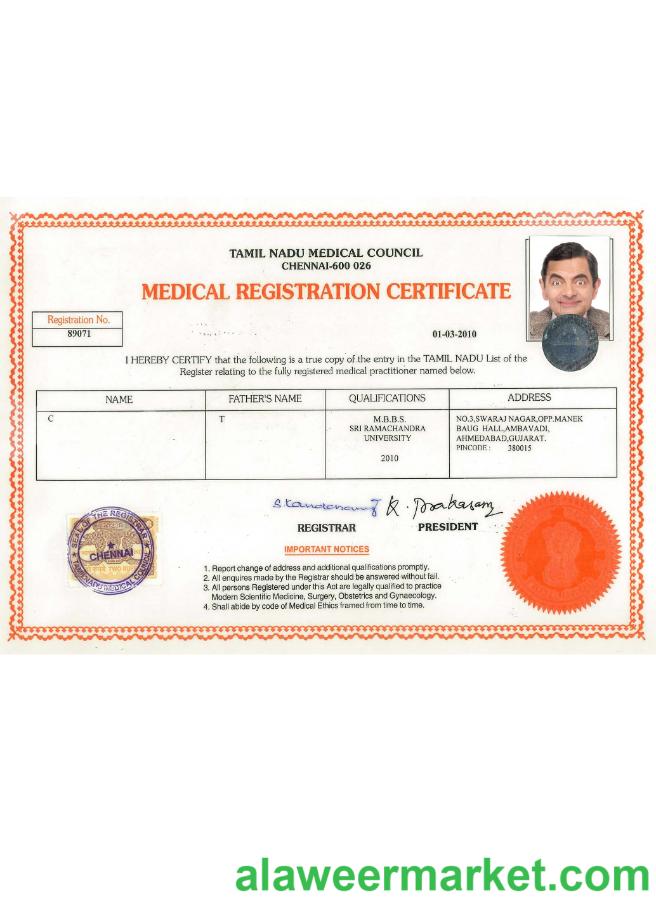 TAMIL NADU MEDICAL COUNCIL
CHENNAI-600 026
MEDICAL REGISTRATION CERTIFICATE
Registration No.
89071
01-03-2010
I HEREBY CERTIFY that the following is a true copy of the entry in the TAMIL NADU List of the
Register relating to the fully registered medical practitioner named below.
NAME FATHER'S NAME QUALIFICATIONS ADDRESS
C T M.B.B.S. NO.3,SWARAJ NAGAR,OPP.MANEK
SRI RAMACHANDRA BAUG HALL,AMBAVADI,
UNIVERSITY AHMEDABAD,GUJARAT.
PINCODE : 380015
2010
K. Prakasam
REGISTRAR PRESIDENT
SEAL OF THE REGISTRAR
CHENNAI
TAMIL NADU MEDICAL COUNCIL
IMPORTANT NOTICES
1. Report change of address and additional qualifications promptly.
2. All enquires made by the Registrar should be answered without fail.
3. All persons Registered under this Act are legally qualified to practice
Modern Scientific Medicine, Surgery, Obstetrics and Gynaecology.
4. Shall abide by code of Medical Ethics framed from time to time.
alaweermarket.com